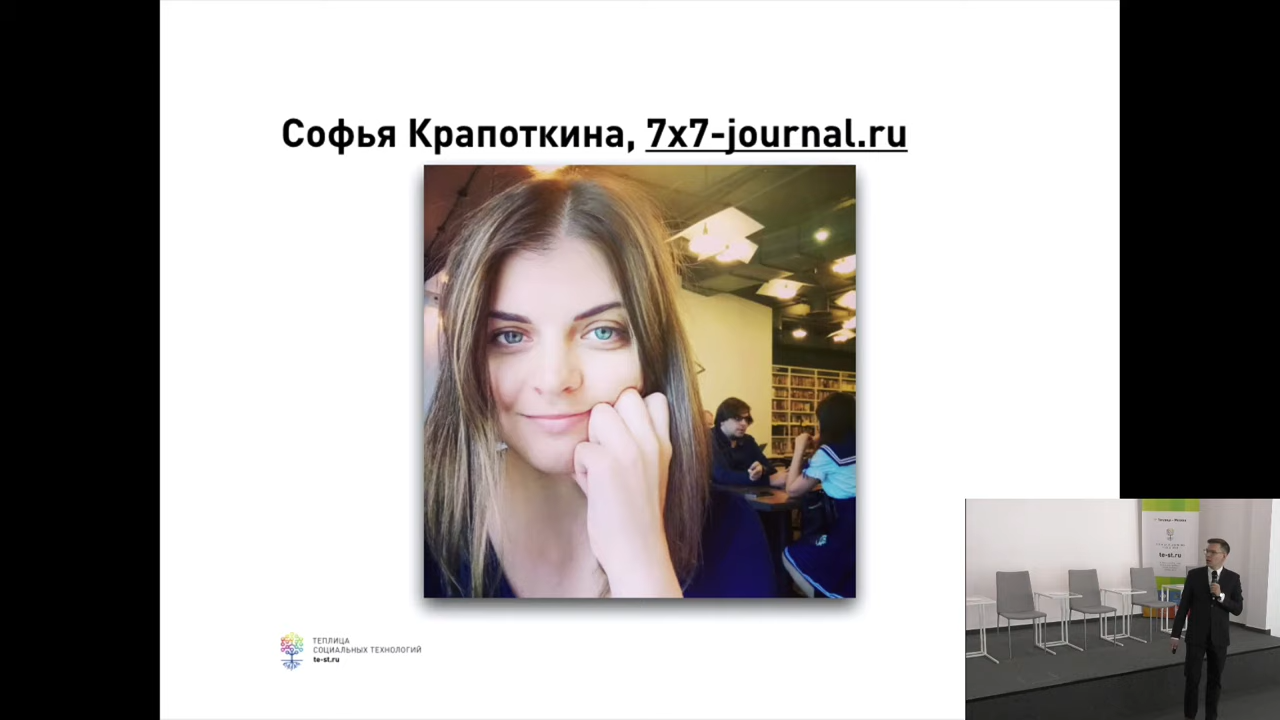 Софья Крапоткина, 7x7-journal.ru
ТЕПЛИЦА
СОЦИАЛЬНЫХ ТЕХНОЛОГИЙ
te-st.ru
te-st.ru